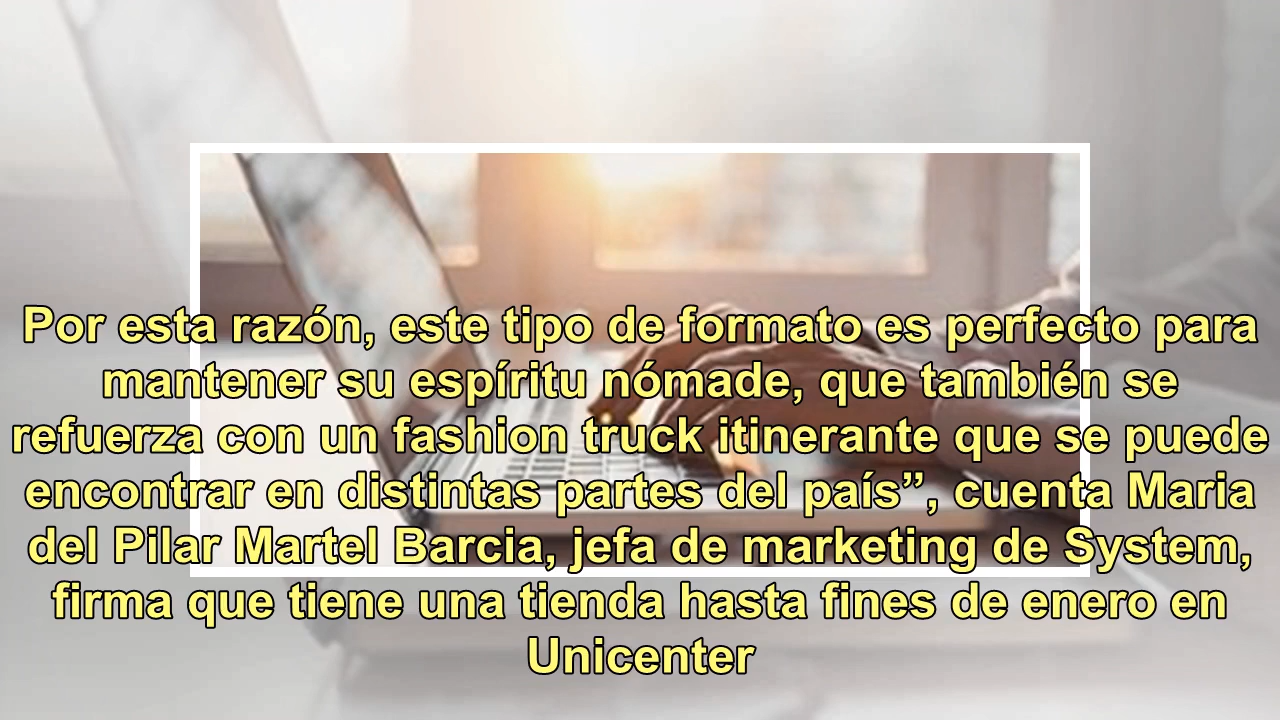 Por esta razón, este tipo de formato es perfecto para
mantener su espíritu nómade, que también se
refuerza con un fashion truck itinerante que se puede
encontrar en distintas partes del país”, cuenta Maria
del Pilar Martel Barcia, jefa de marketing de System,
firma que tiene una tienda hasta fines de enero en
Unicenter